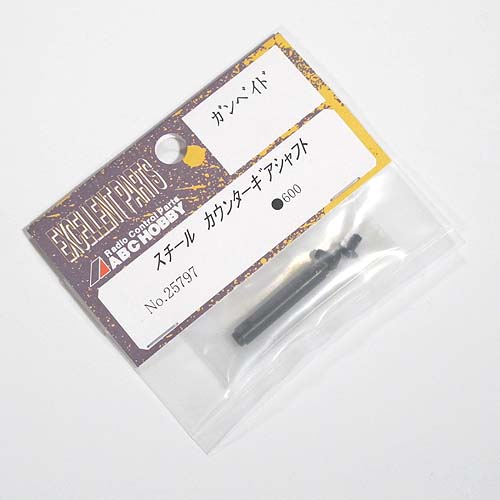 EXCELLENT PARTS
Radio Control Parts
ABC HOBBY
ガンベイド
スチール カウンターギアシャフト
●600
No.25797